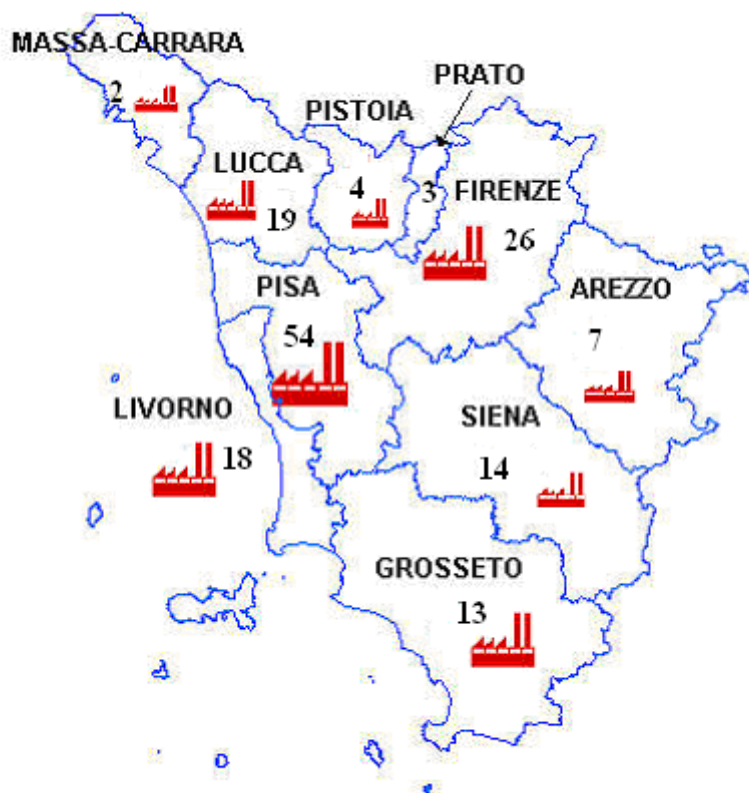 MASSA-CARRARA
2
PRATO
PISTOIA
LUCCA
19
4
3
FIRENZE
26
PISA
54
AREZZO
7
LIVORNO
18
SIENA
14
GROSSETO
13